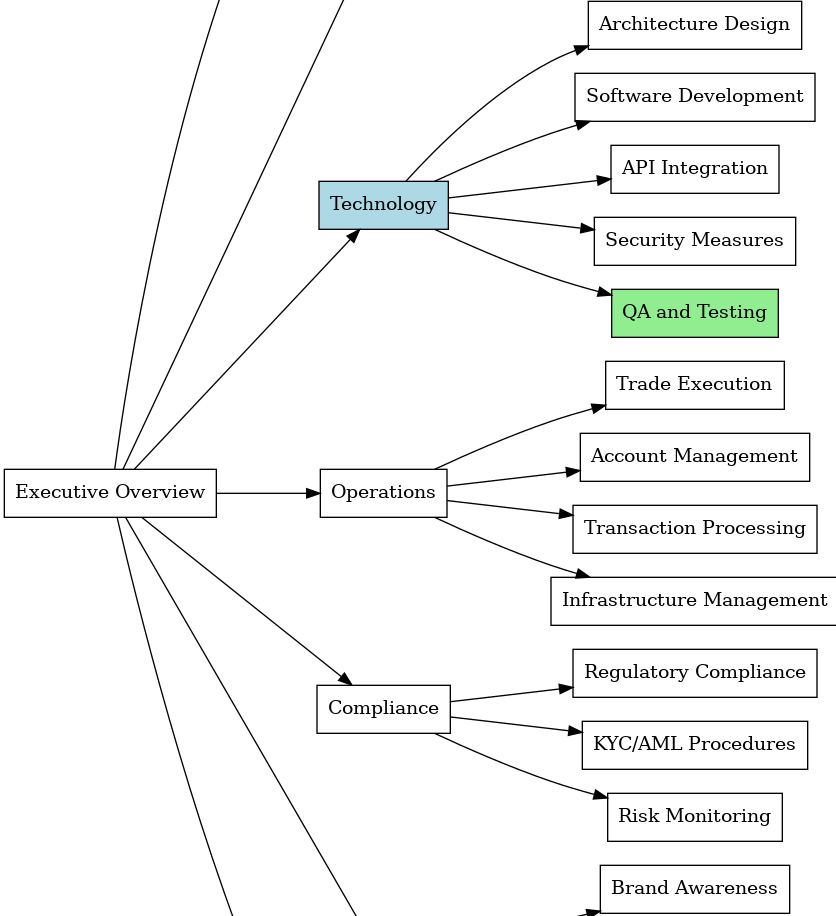 Architecture Design
Software Development
API Integration
Technology
Security Measures
QA and Testing
Trade Execution
Account Management
Executive Overview
Operations
Transaction Processing
Infrastructure Management
Regulatory Compliance
Compliance
KYC/AML Procedures
Risk Monitoring
Brand Awareness